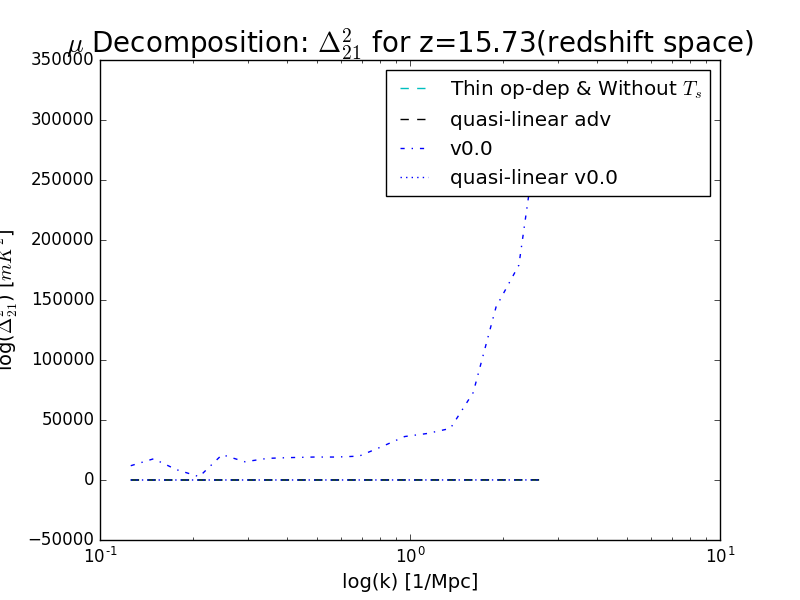 μ Decomposition: Δ²₂₁ for z=15.73(redshift space)
350000
300000
250000
200000
150000
100000
50000
0
−50000
log(Δ²₂₁) [mK²]
Thin op-dep & Without Tₛ
quasi-linear adv
v0.0
quasi-linear v0.0
10⁻¹
10⁰
10¹
log(k) [1/Mpc]